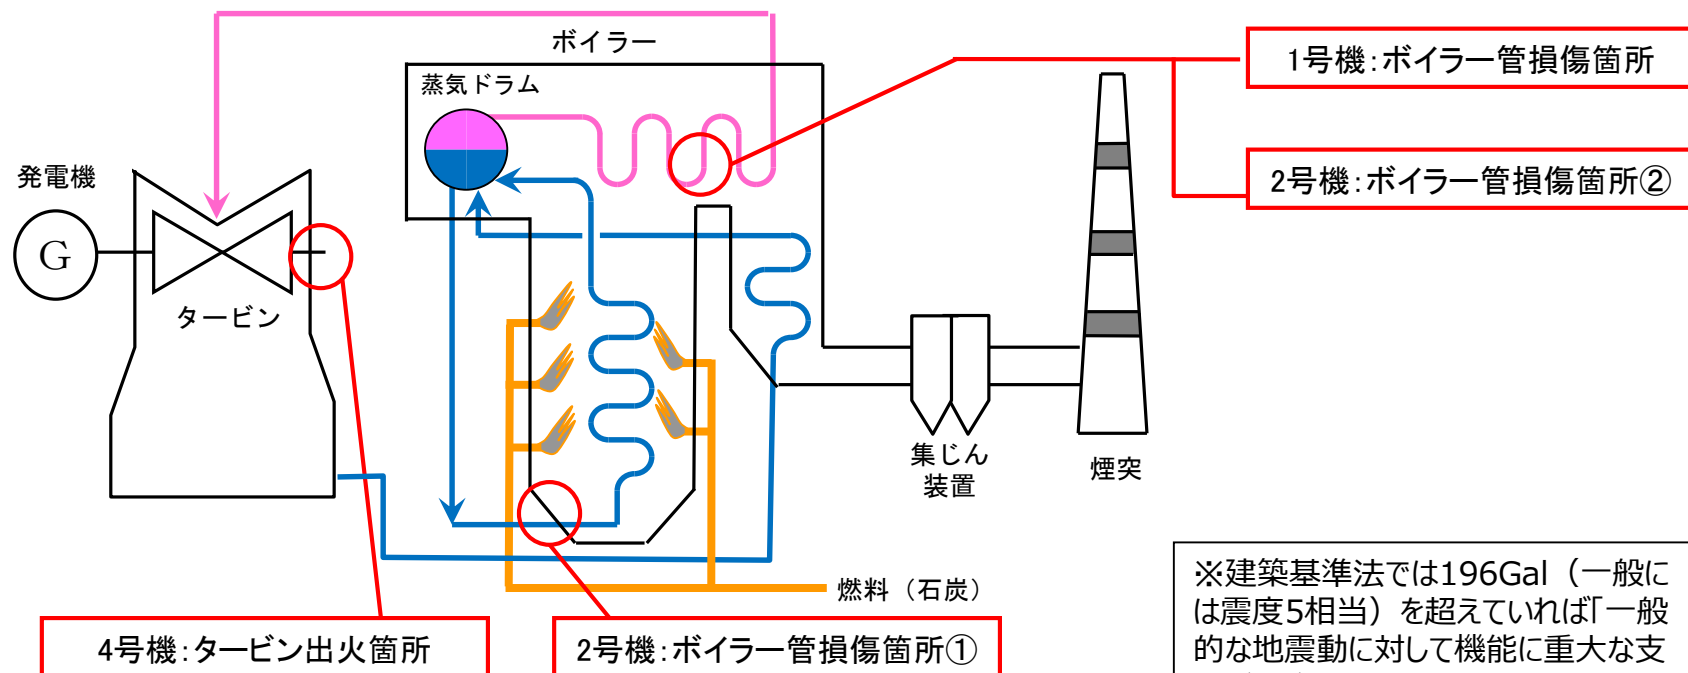 ボイラー
蒸気ドラム
1号機：ボイラー管損傷箇所
2号機：ボイラー管損傷箇所②
発電機
G
タービン
集じん
装置
煙突
燃料（石炭）
4号機：タービン出火箇所
2号機：ボイラー管損傷箇所①
※建築基準法では196Gal（一般に
は震度5相当）を超えていれば「一般
的な地震動に対して機能に重大な支